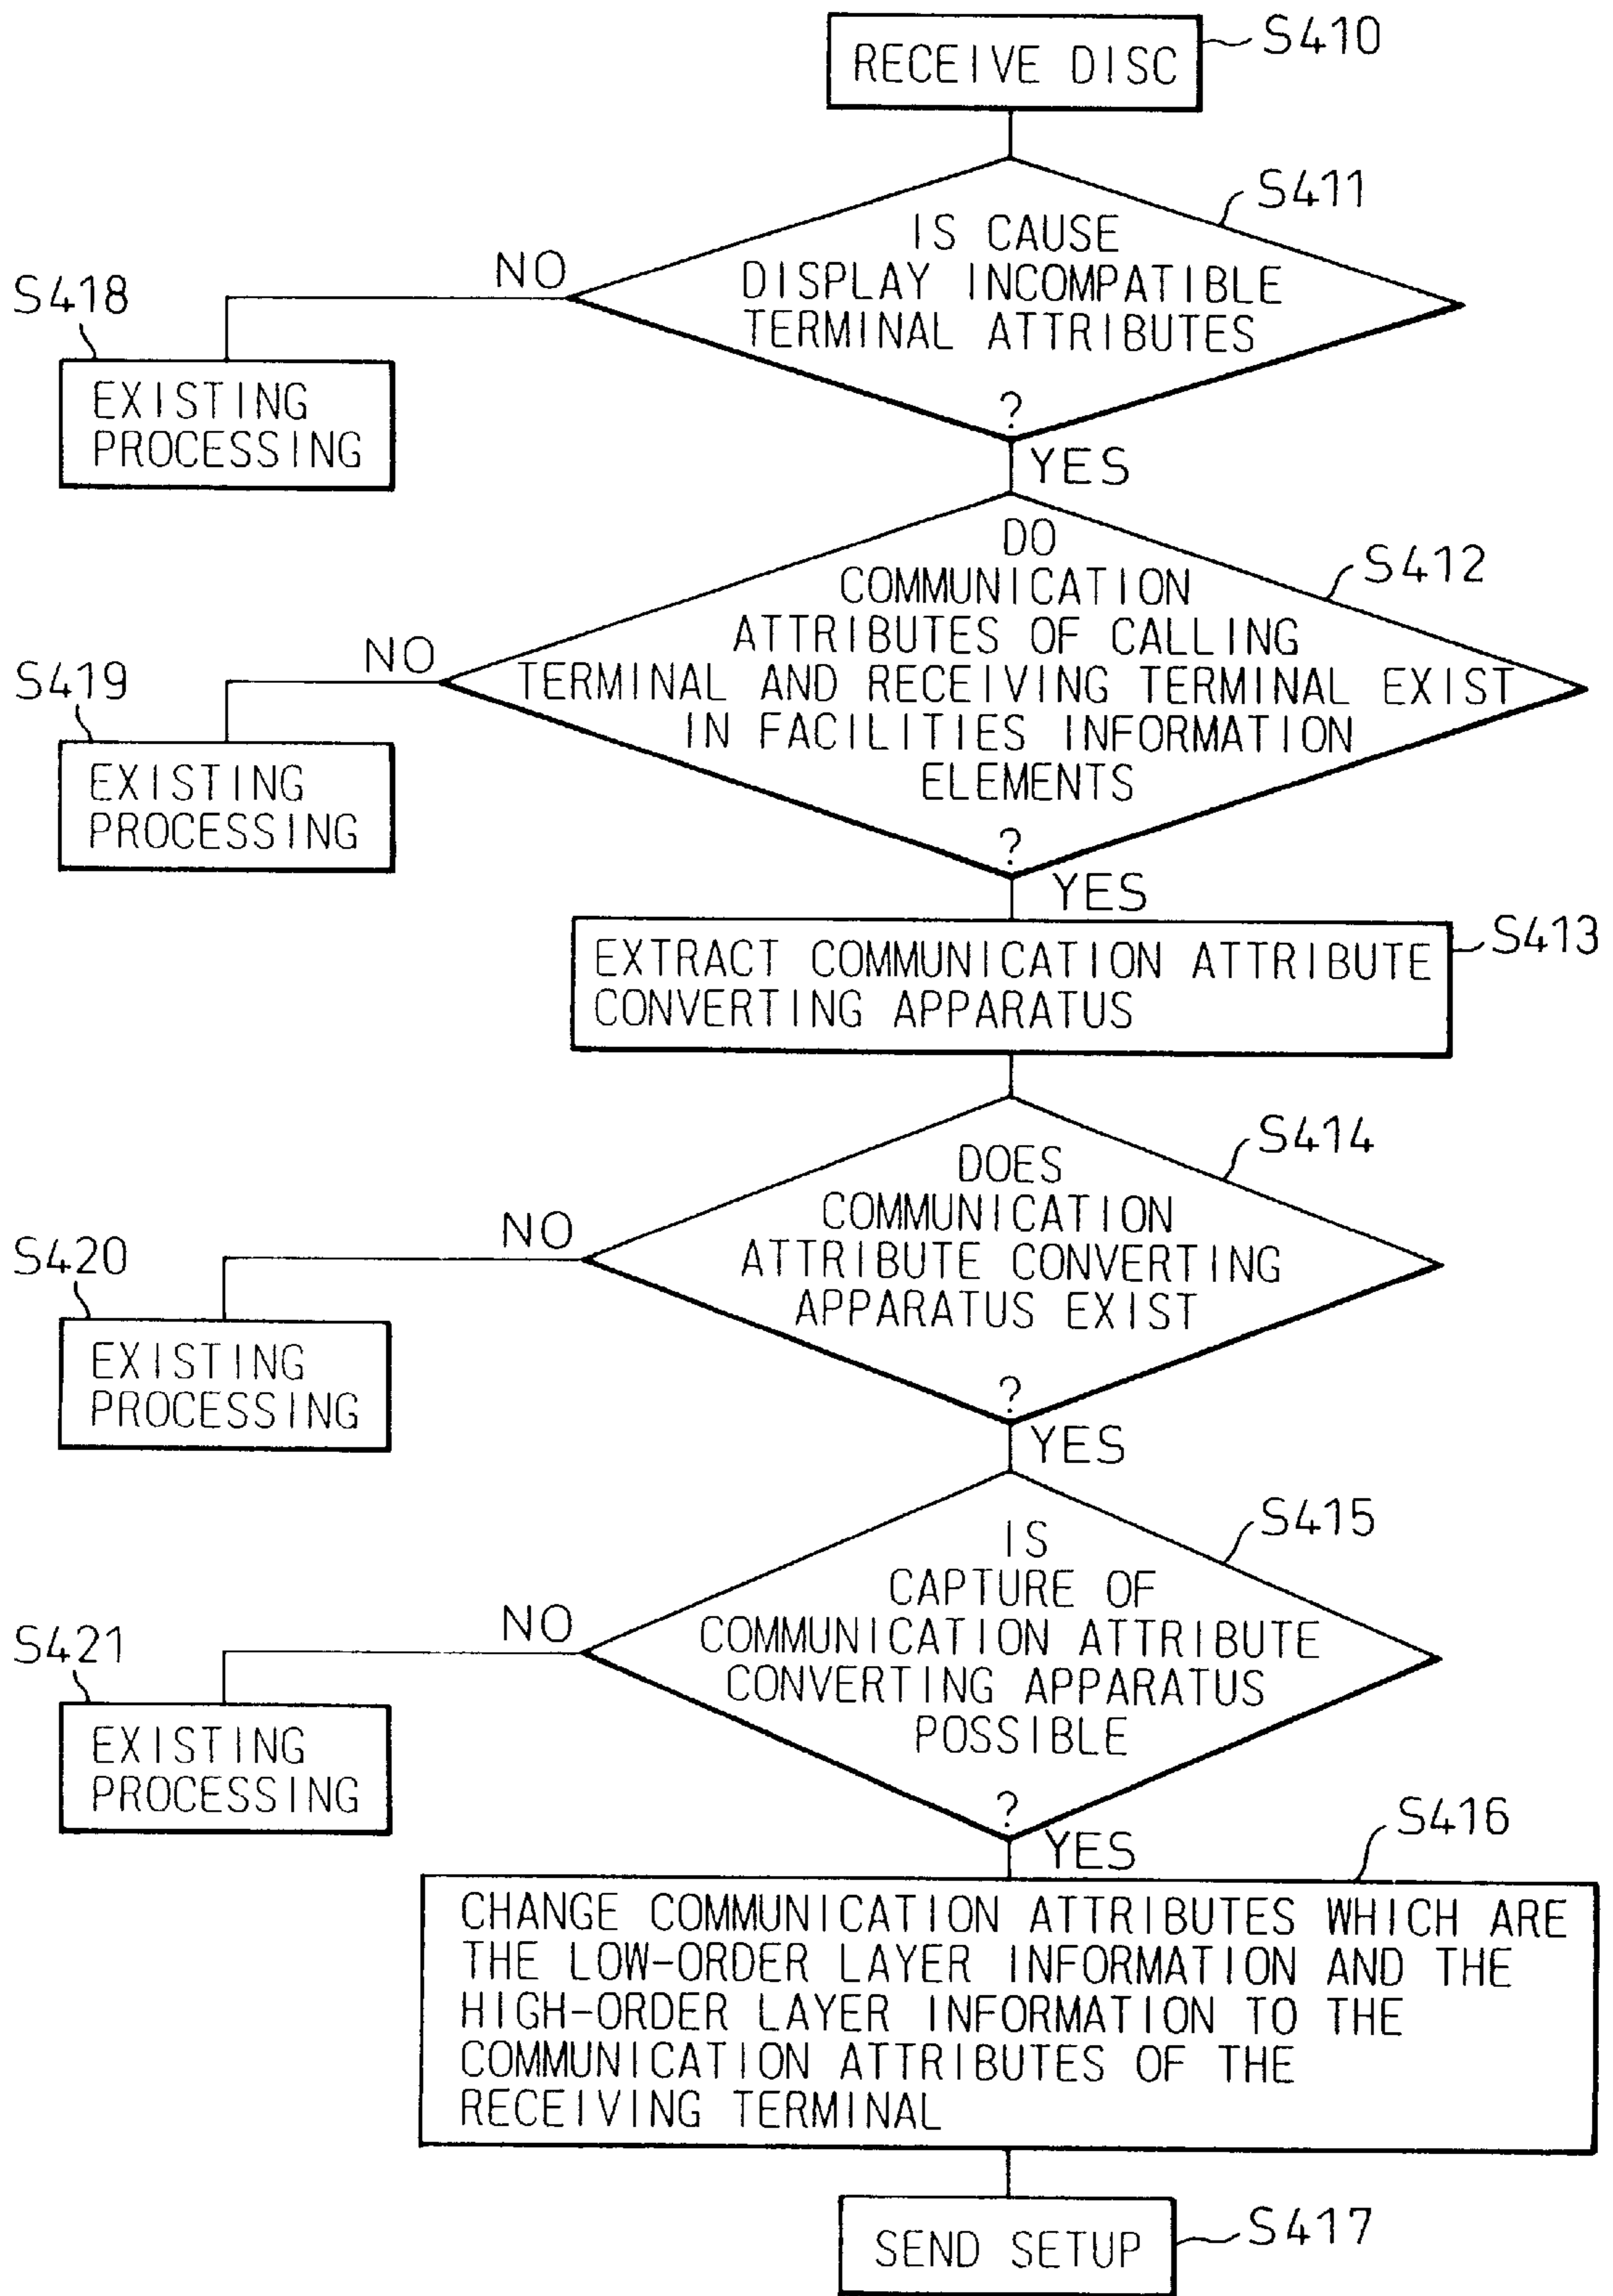 RECEIVE DISC
S410
S411
IS CAUSE
DISPLAY INCOMPATIBLE
TERMINAL ATTRIBUTES
?
NO
S418
EXISTING
PROCESSING
YES
S412
DO
COMMUNICATION
ATTRIBUTES OF CALLING
TERMINAL AND RECEIVING TERMINAL EXIST
IN FACILITIES INFORMATION
ELEMENTS
?
NO
S419
EXISTING
PROCESSING
YES
S413
EXTRACT COMMUNICATION ATTRIBUTE
CONVERTING APPARATUS
S414
DOES
COMMUNICATION
ATTRIBUTE CONVERTING
APPARATUS EXIST
?
NO
S420
EXISTING
PROCESSING
YES
S415
IS
CAPTURE OF
COMMUNICATION ATTRIBUTE
CONVERTING APPARATUS
POSSIBLE
?
NO
S421
EXISTING
PROCESSING
YES
S416
CHANGE COMMUNICATION ATTRIBUTES WHICH ARE
THE LOW-ORDER LAYER INFORMATION AND THE
HIGH-ORDER LAYER INFORMATION TO THE
COMMUNICATION ATTRIBUTES OF THE
RECEIVING TERMINAL
SEND SETUP
S417